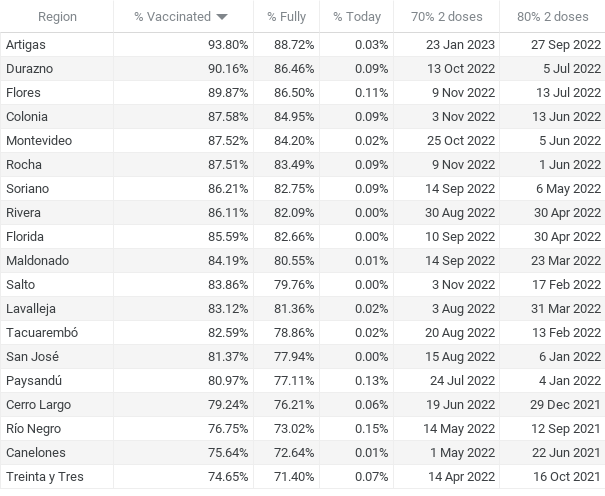 Region % Vaccinated % Fully % Today 70% 2 doses 80% 2 doses
Artigas 93.80% 88.72% 0.03% 23 Jan 2023 27 Sep 2022
Durazno 90.16% 86.46% 0.09% 13 Oct 2022 5 Jul 2022
Flores 89.87% 86.50% 0.11% 9 Nov 2022 13 Jul 2022
Colonia 87.58% 84.95% 0.09% 3 Nov 2022 13 Jun 2022
Montevideo 87.52% 84.20% 0.02% 25 Oct 2022 5 Jun 2022
Rocha 87.51% 83.49% 0.09% 9 Nov 2022 1 Jun 2022
Soriano 86.21% 82.75% 0.09% 14 Sep 2022 6 May 2022
Rivera 86.11% 82.09% 0.00% 30 Aug 2022 30 Apr 2022
Florida 85.59% 82.66% 0.00% 10 Sep 2022 30 Apr 2022
Maldonado 84.19% 80.55% 0.01% 14 Sep 2022 23 Mar 2022
Salto 83.86% 79.76% 0.00% 3 Nov 2022 17 Feb 2022
Lavalleja 83.12% 81.36% 0.02% 3 Aug 2022 31 Mar 2022
Tacuarembó 82.59% 78.86% 0.02% 20 Aug 2022 13 Feb 2022
San José 81.37% 77.94% 0.00% 15 Aug 2022 6 Jan 2022
Paysandú 80.97% 77.11% 0.13% 24 Jul 2022 4 Jan 2022
Cerro Largo 79.24% 76.21% 0.06% 19 Jun 2022 29 Dec 2021
Río Negro 76.75% 73.02% 0.15% 14 May 2022 12 Sep 2021
Canelones 75.64% 72.64% 0.01% 1 May 2022 22 Jun 2021
Treinta y Tres 74.65% 71.40% 0.07% 14 Apr 2022 16 Oct 2021